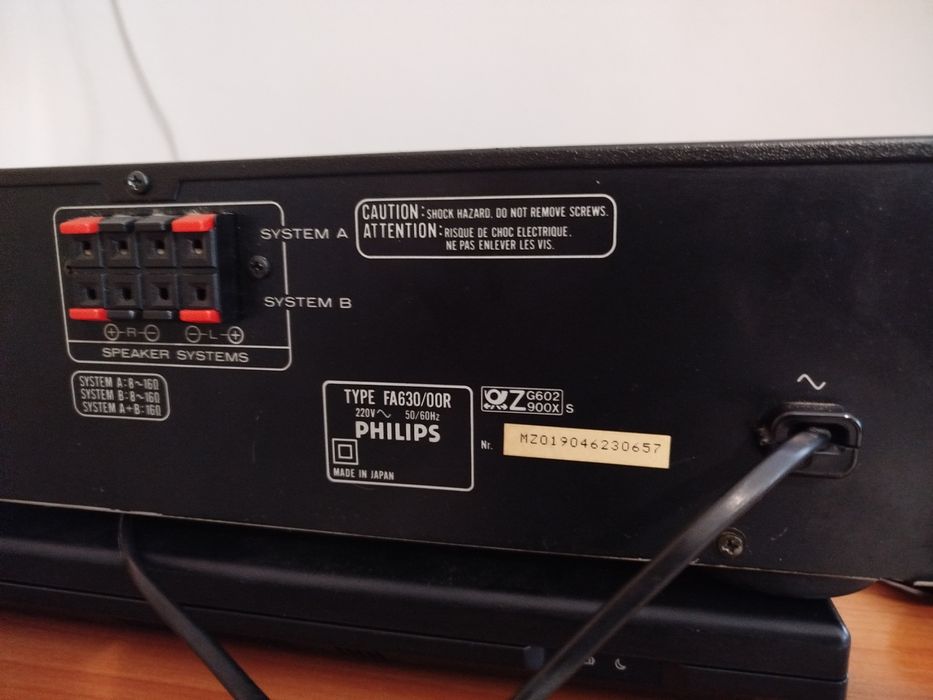 CAUTION: SHOCK HAZARD. DO NOT REMOVE SCREWS.
ATTENTION: RISQUE DE CHOC ELECTRIQUE.
NE PAS ENLEVER LES VIS.
SYSTEM A
SYSTEM B
+ R − − L +
SPEAKER SYSTEMS
SYSTEM A:8~16Ω
SYSTEM B:8~16Ω
SYSTEM A+B:16Ω
TYPE FA630/00R
220V~ 50/60Hz
PHILIPS
MADE IN JAPAN
Z G602
900X S
Nr. MZ019046230657